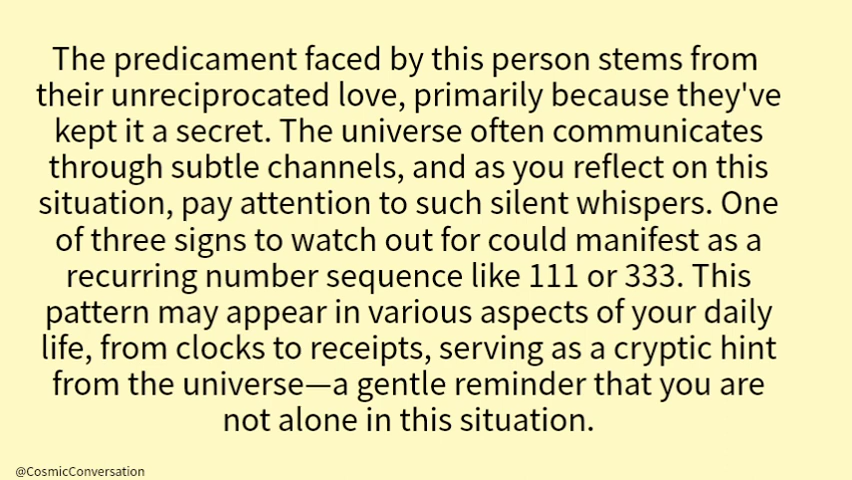 The predicament faced by this person stems from
their unreciprocated love, primarily because they've
kept it a secret. The universe often communicates
through subtle channels, and as you reflect on this
situation, pay attention to such silent whispers. One
of three signs to watch out for could manifest as a
recurring number sequence like 111 or 333. This
pattern may appear in various aspects of your daily
life, from clocks to receipts, serving as a cryptic hint
from the universe—a gentle reminder that you are
not alone in this situation.
@CosmicConversation